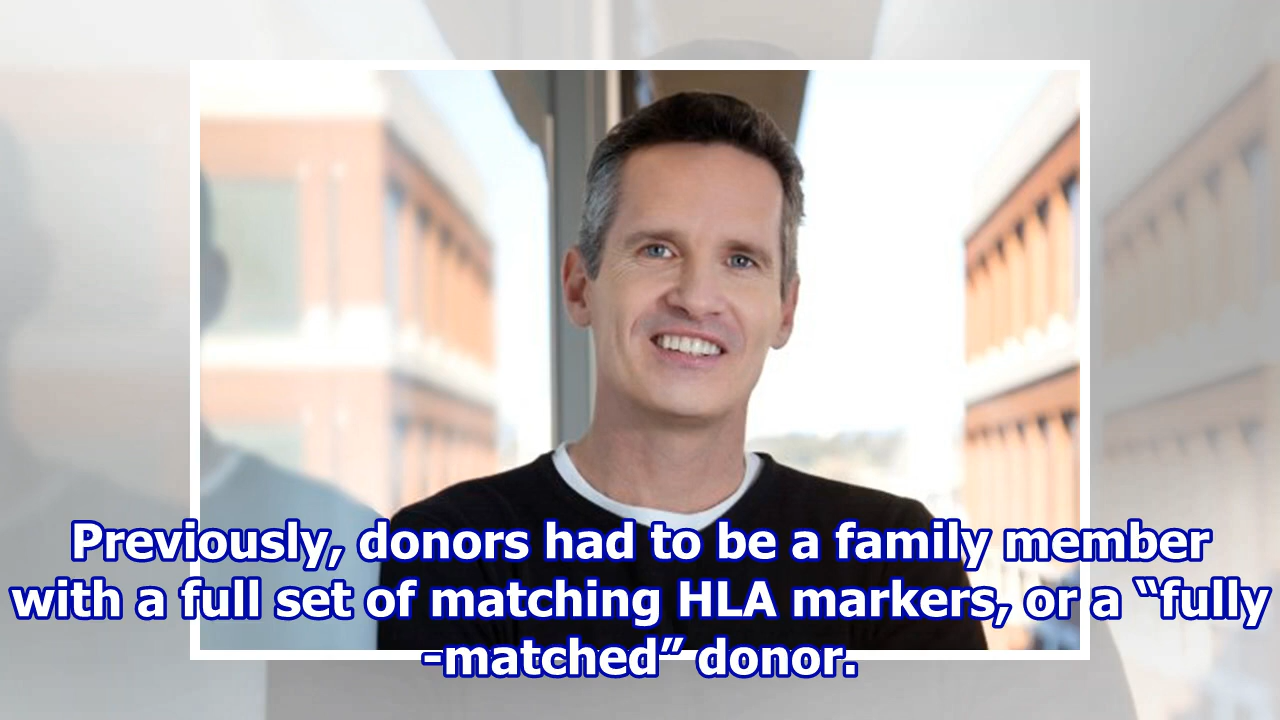 Previously, donors had to be a family member
with a full set of matching HLA markers, or a “fully
-matched” donor.